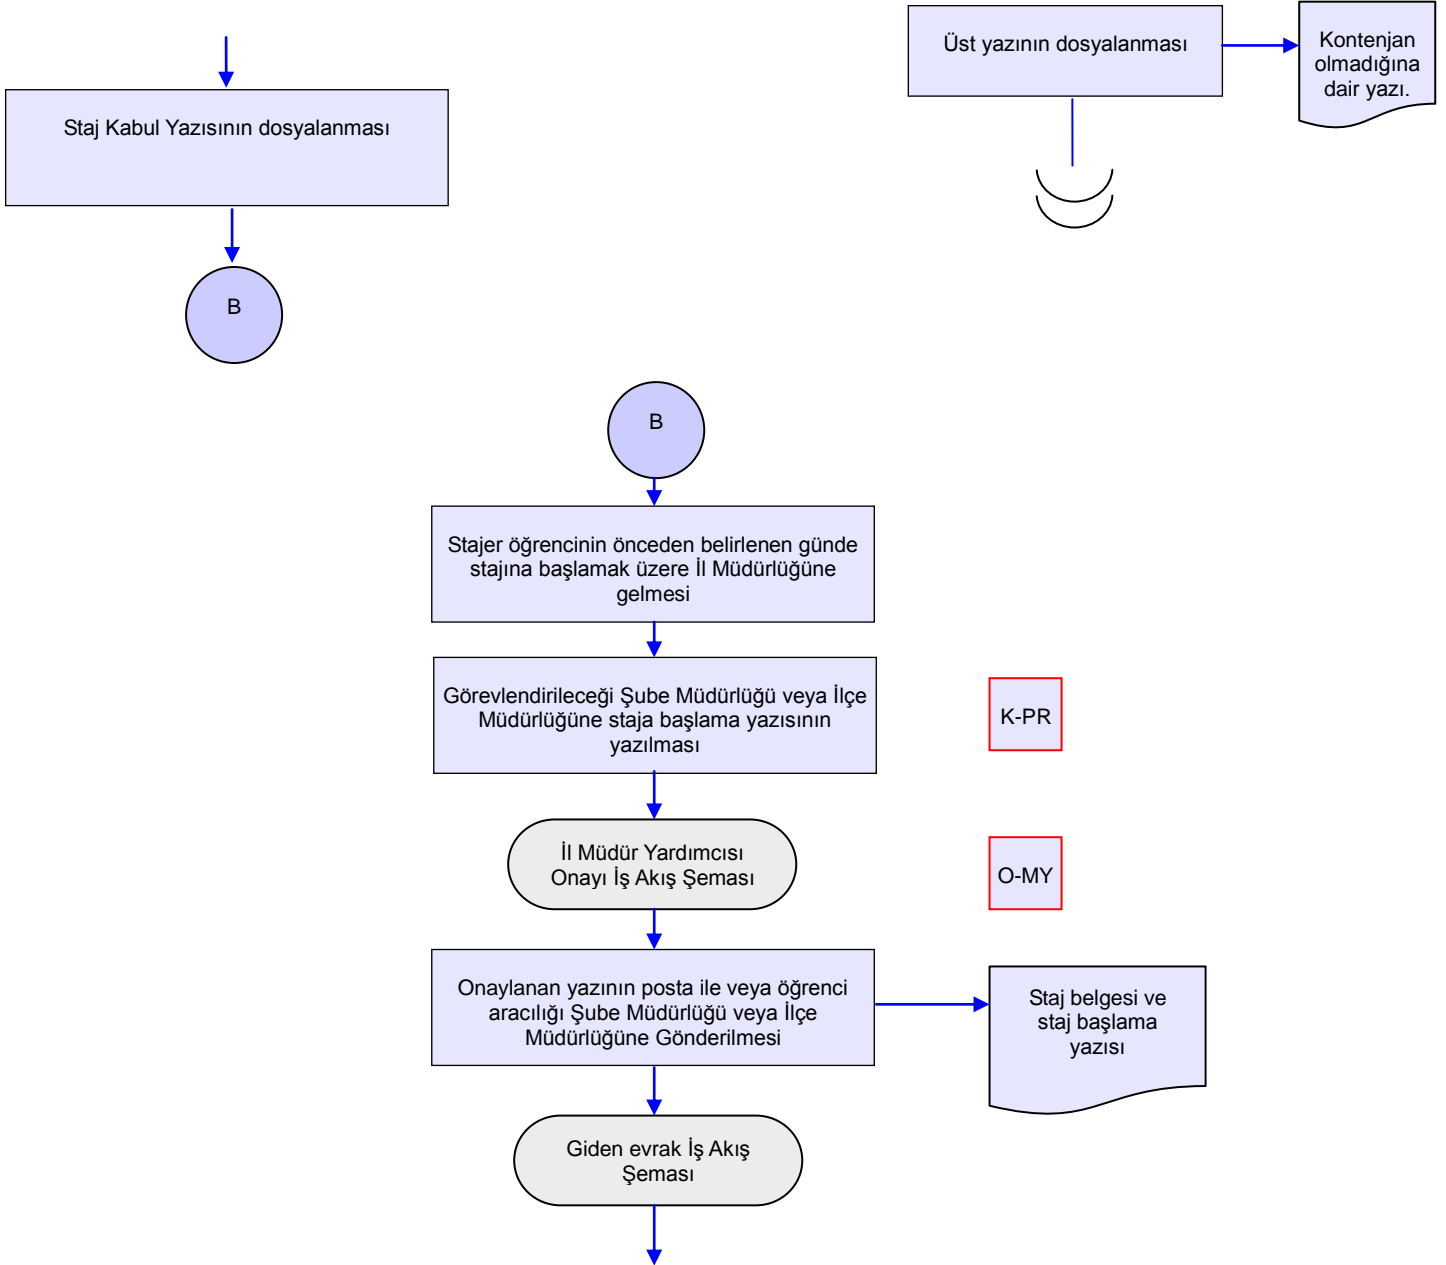 Staj Kabul Yazısının dosyalanması
B
Üst yazının dosyalanması
Kontenjan
olmadığına
dair yazı.
B
Stajer öğrencinin önceden belirlenen günde
stajına başlamak üzere İl Müdürlüğüne
gelmesi
Görevlendirileceği Şube Müdürlüğü veya İlçe
Müdürlüğüne staja başlama yazısının
yazılması
K-PR
İl Müdür Yardımcısı
Onayı İş Akış Şeması
O-MY
Onaylanan yazının posta ile veya öğrenci
aracılığı Şube Müdürlüğü veya İlçe
Müdürlüğüne Gönderilmesi
Staj belgesi ve
staj başlama
yazısı
Giden evrak İş Akış
Şeması